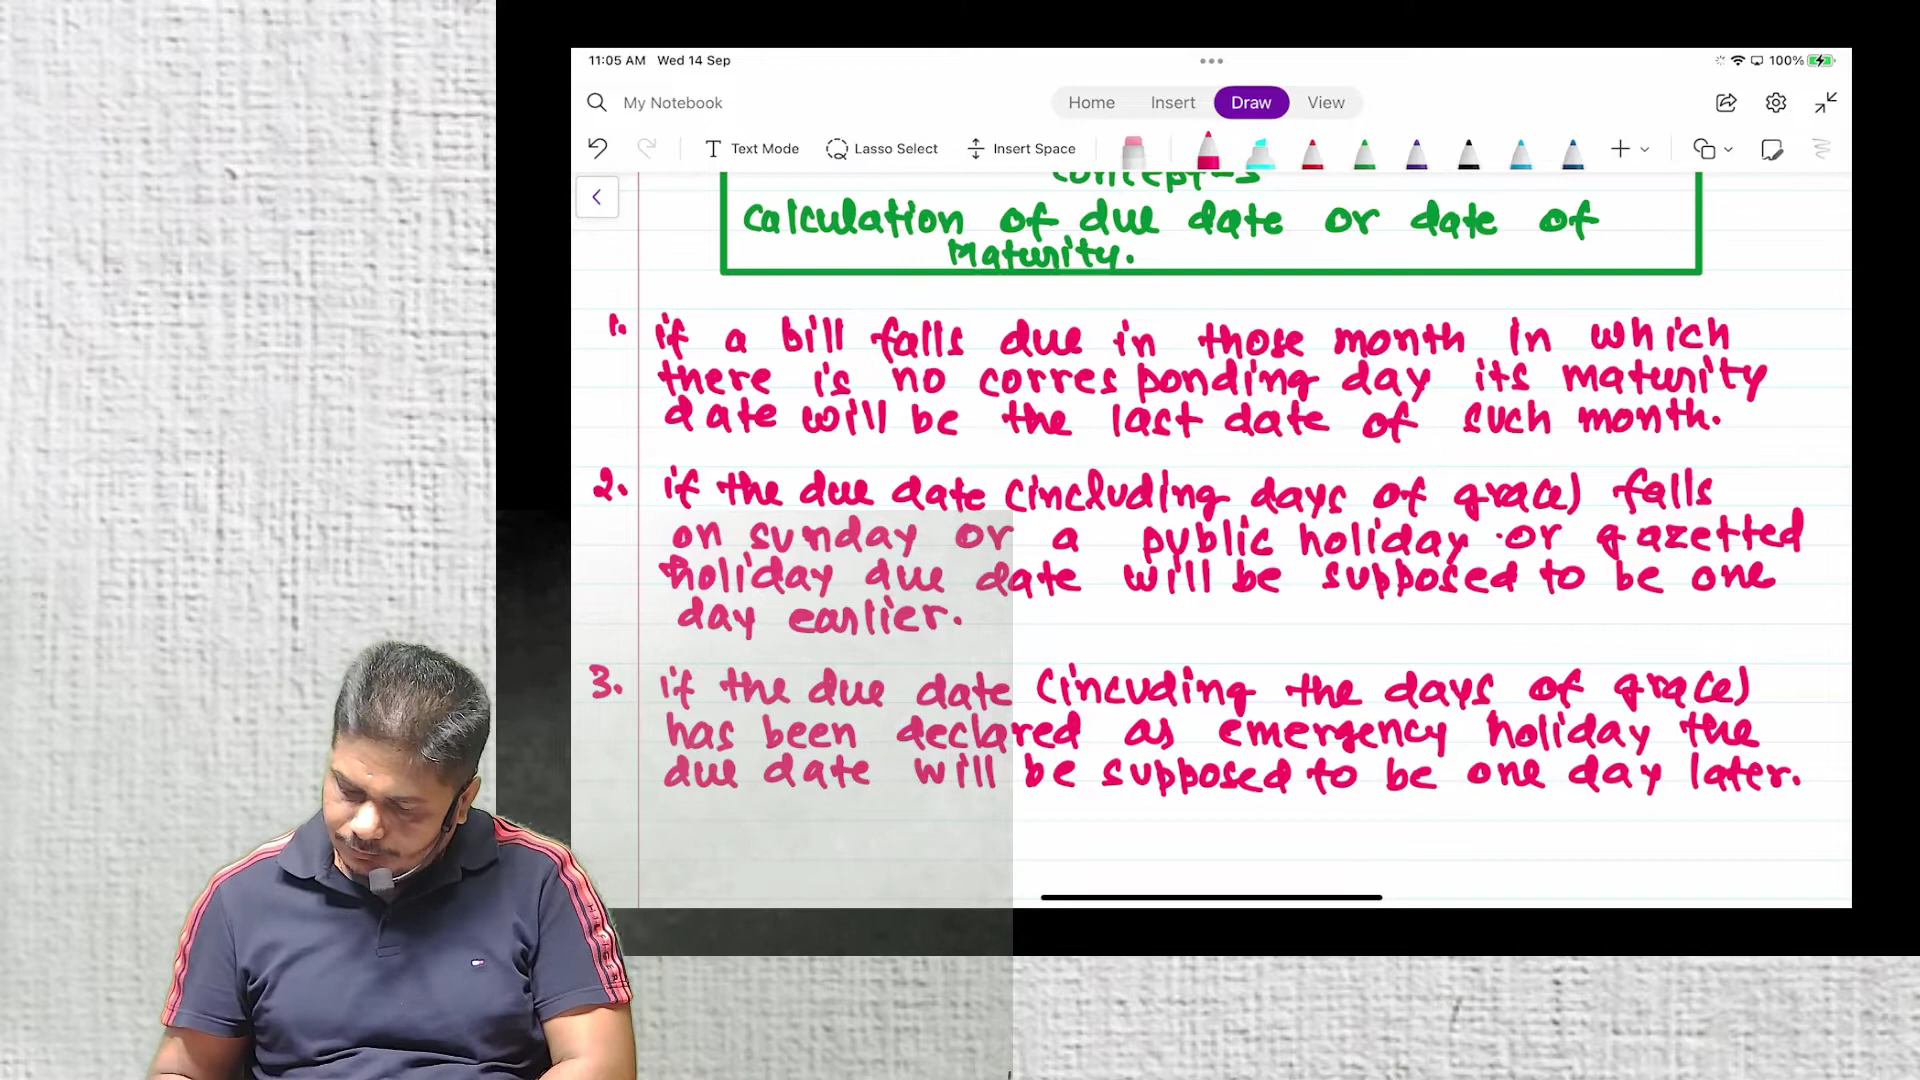 11:05 AM Wed 14 Sep
100%
My Notebook
Home Insert Draw View
Text Mode Lasso Select Insert Space
concept-3
calculation of due date or date of
Maturity.
1. if a bill falls due in those month in which
there is no corresponding day its maturity
date will be the last date of such month.
2. if the due date (including days of grace) falls
on sunday or a public holiday or gazetted
holiday due date will be supposed to be one
day earlier.
3. if the due date (incuding the days of grace)
has been declared as emergency holiday the
due date will be supposed to be one day later.